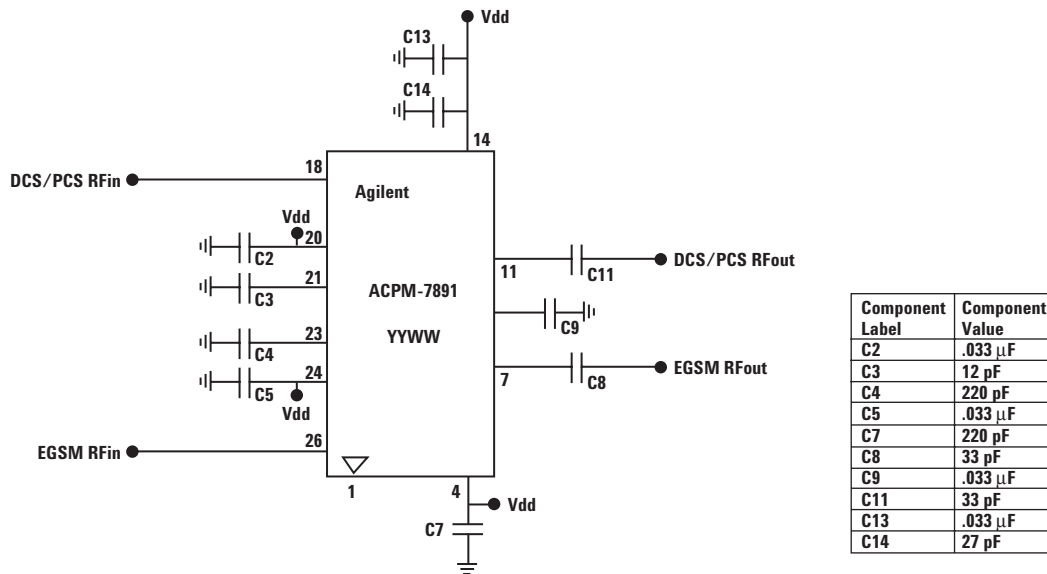 Vdd
C13
C14
14
18
DCS/PCS RFin
Agilent
Vdd
20
C2
DCS/PCS RFout
11
C11
21
C3
ACPM-7891
C9
23
YYWW
C4
24
EGSM RFout
7
C8
C5
Vdd
26
EGSM RFin
1
4
Vdd
C7
Component Label Component Value
C2 .033 μF
C3 12 pF
C4 220 pF
C5 .033 μF
C7 220 pF
C8 33 pF
C9 .033 μF
C11 33 pF
C13 .033 μF
C14 27 pF